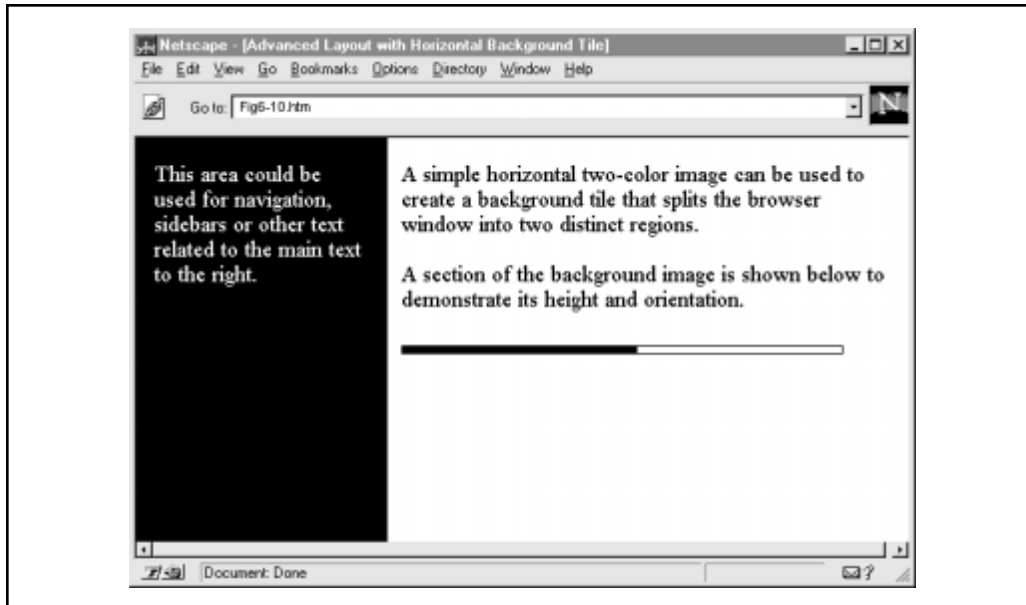 Netscape - [Advanced Layout with Horizontal Background Tile]
File Edit View Go Bookmarks Options Directory Window Help
Go to: Fig6-10.htm
N
This area could be
used for navigation,
sidebars or other text
related to the main text
to the right.
A simple horizontal two-color image can be used to
create a background tile that splits the browser
window into two distinct regions.
A section of the background image is shown below to
demonstrate its height and orientation.
Document: Done